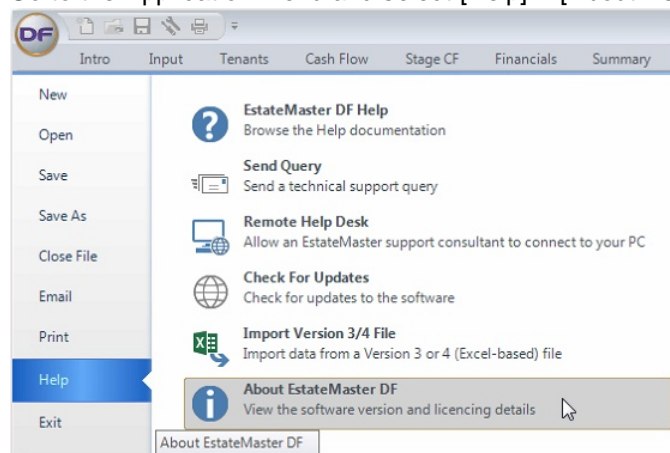 DF
Intro Input Tenants Cash Flow Stage CF Financials Summary
New
Open
Save
Save As
Close File
Email
Print
Help
Exit
EstateMaster DF Help
Browse the Help documentation
Send Query
Send a technical support query
Remote Help Desk
Allow an EstateMaster support consultant to connect to your PC
Check For Updates
Check for updates to the software
Import Version 3/4 File
Import data from a Version 3 or 4 (Excel-based) file
About EstateMaster DF
View the software version and licencing details
About EstateMaster DF